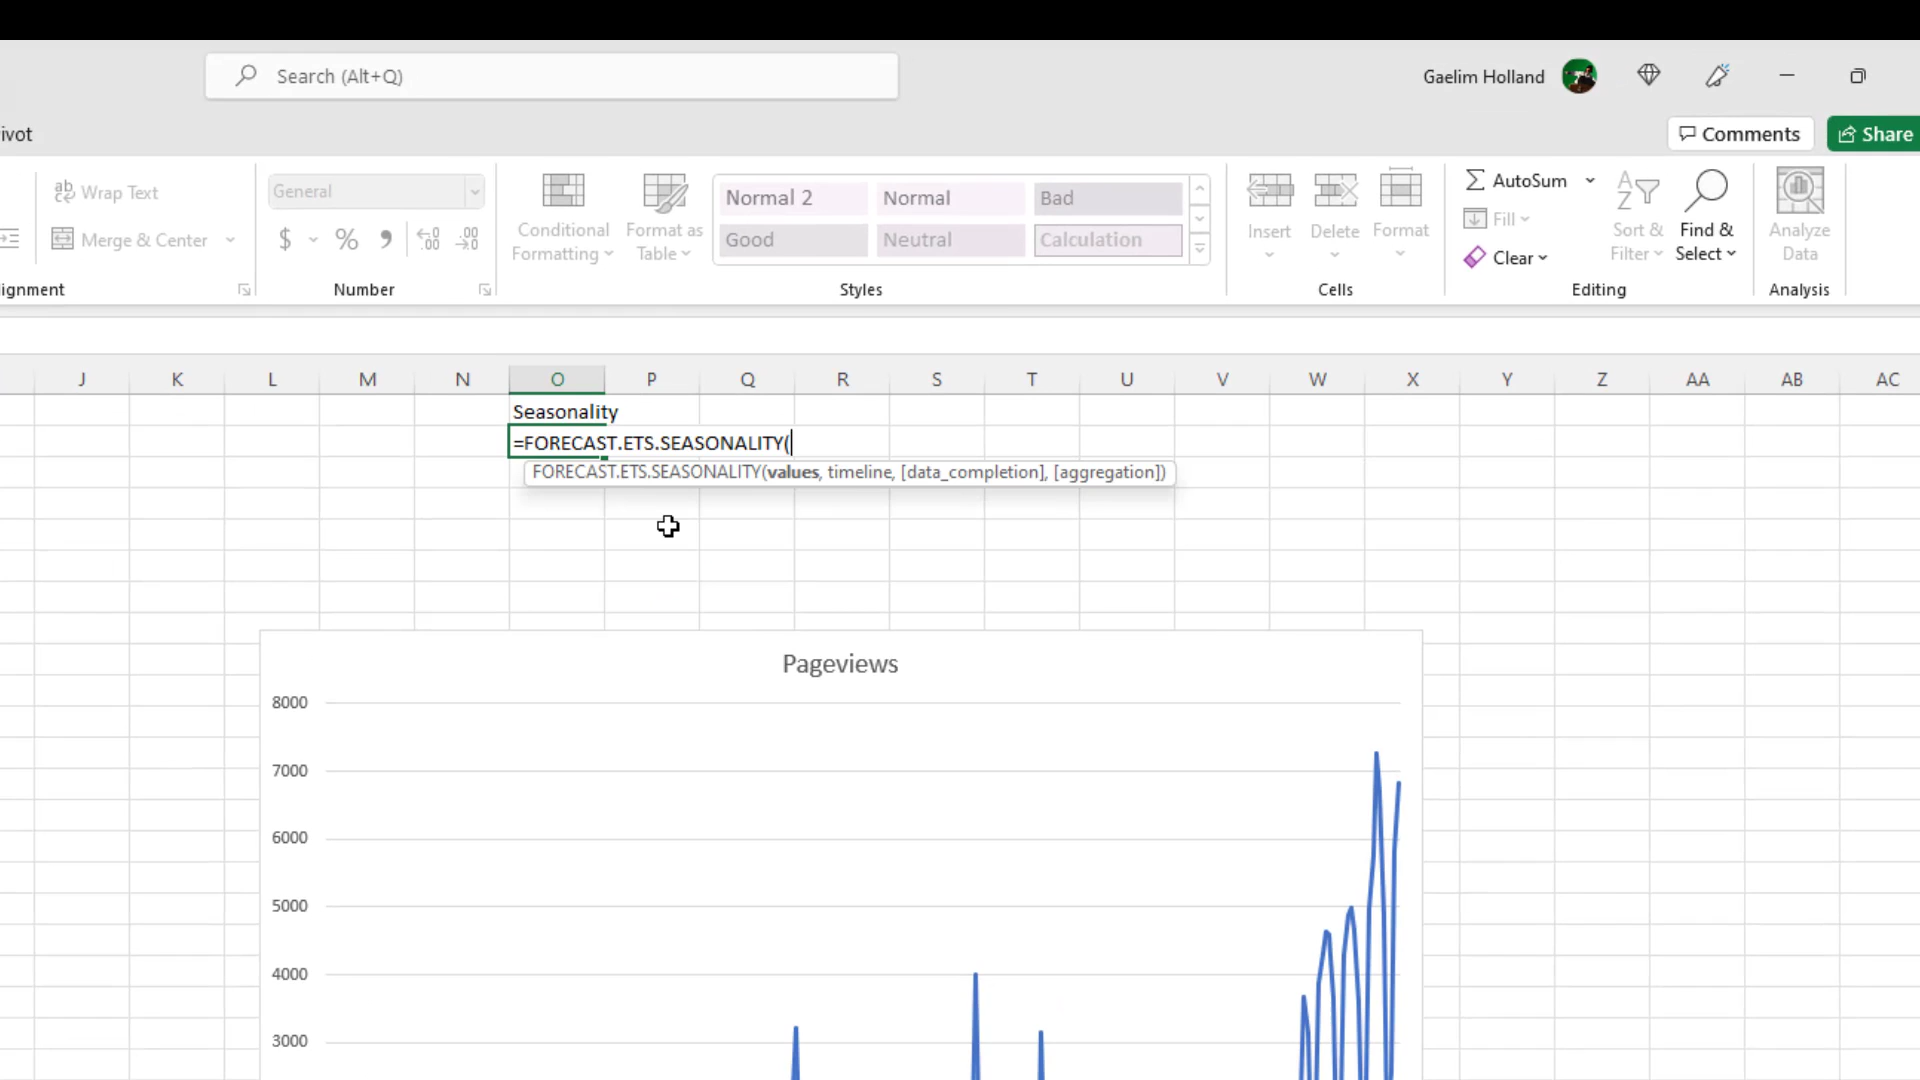 Search (Alt+Q)
Gaelim Holland
ivot
Comments
Share
Wrap Text
Merge & Center
General
$ % 9 .00
Conditional Formatting
Format as Table
Normal 2 Normal Bad
Good Neutral Calculation
Insert Delete Format
AutoSum
Fill
Clear
Sort & Filter
Find & Select
Analyze Data
lignment
Number
Styles
Cells
Editing
Analysis
J K L M N O P Q R S T U V W X Y Z AA AB AC
Seasonality
=FORECAST.ETS.SEASONALITY(
FORECAST.ETS.SEASONALITY(values, timeline, [data_completion], [aggregation])
Pageviews
8000
7000
6000
5000
4000
3000